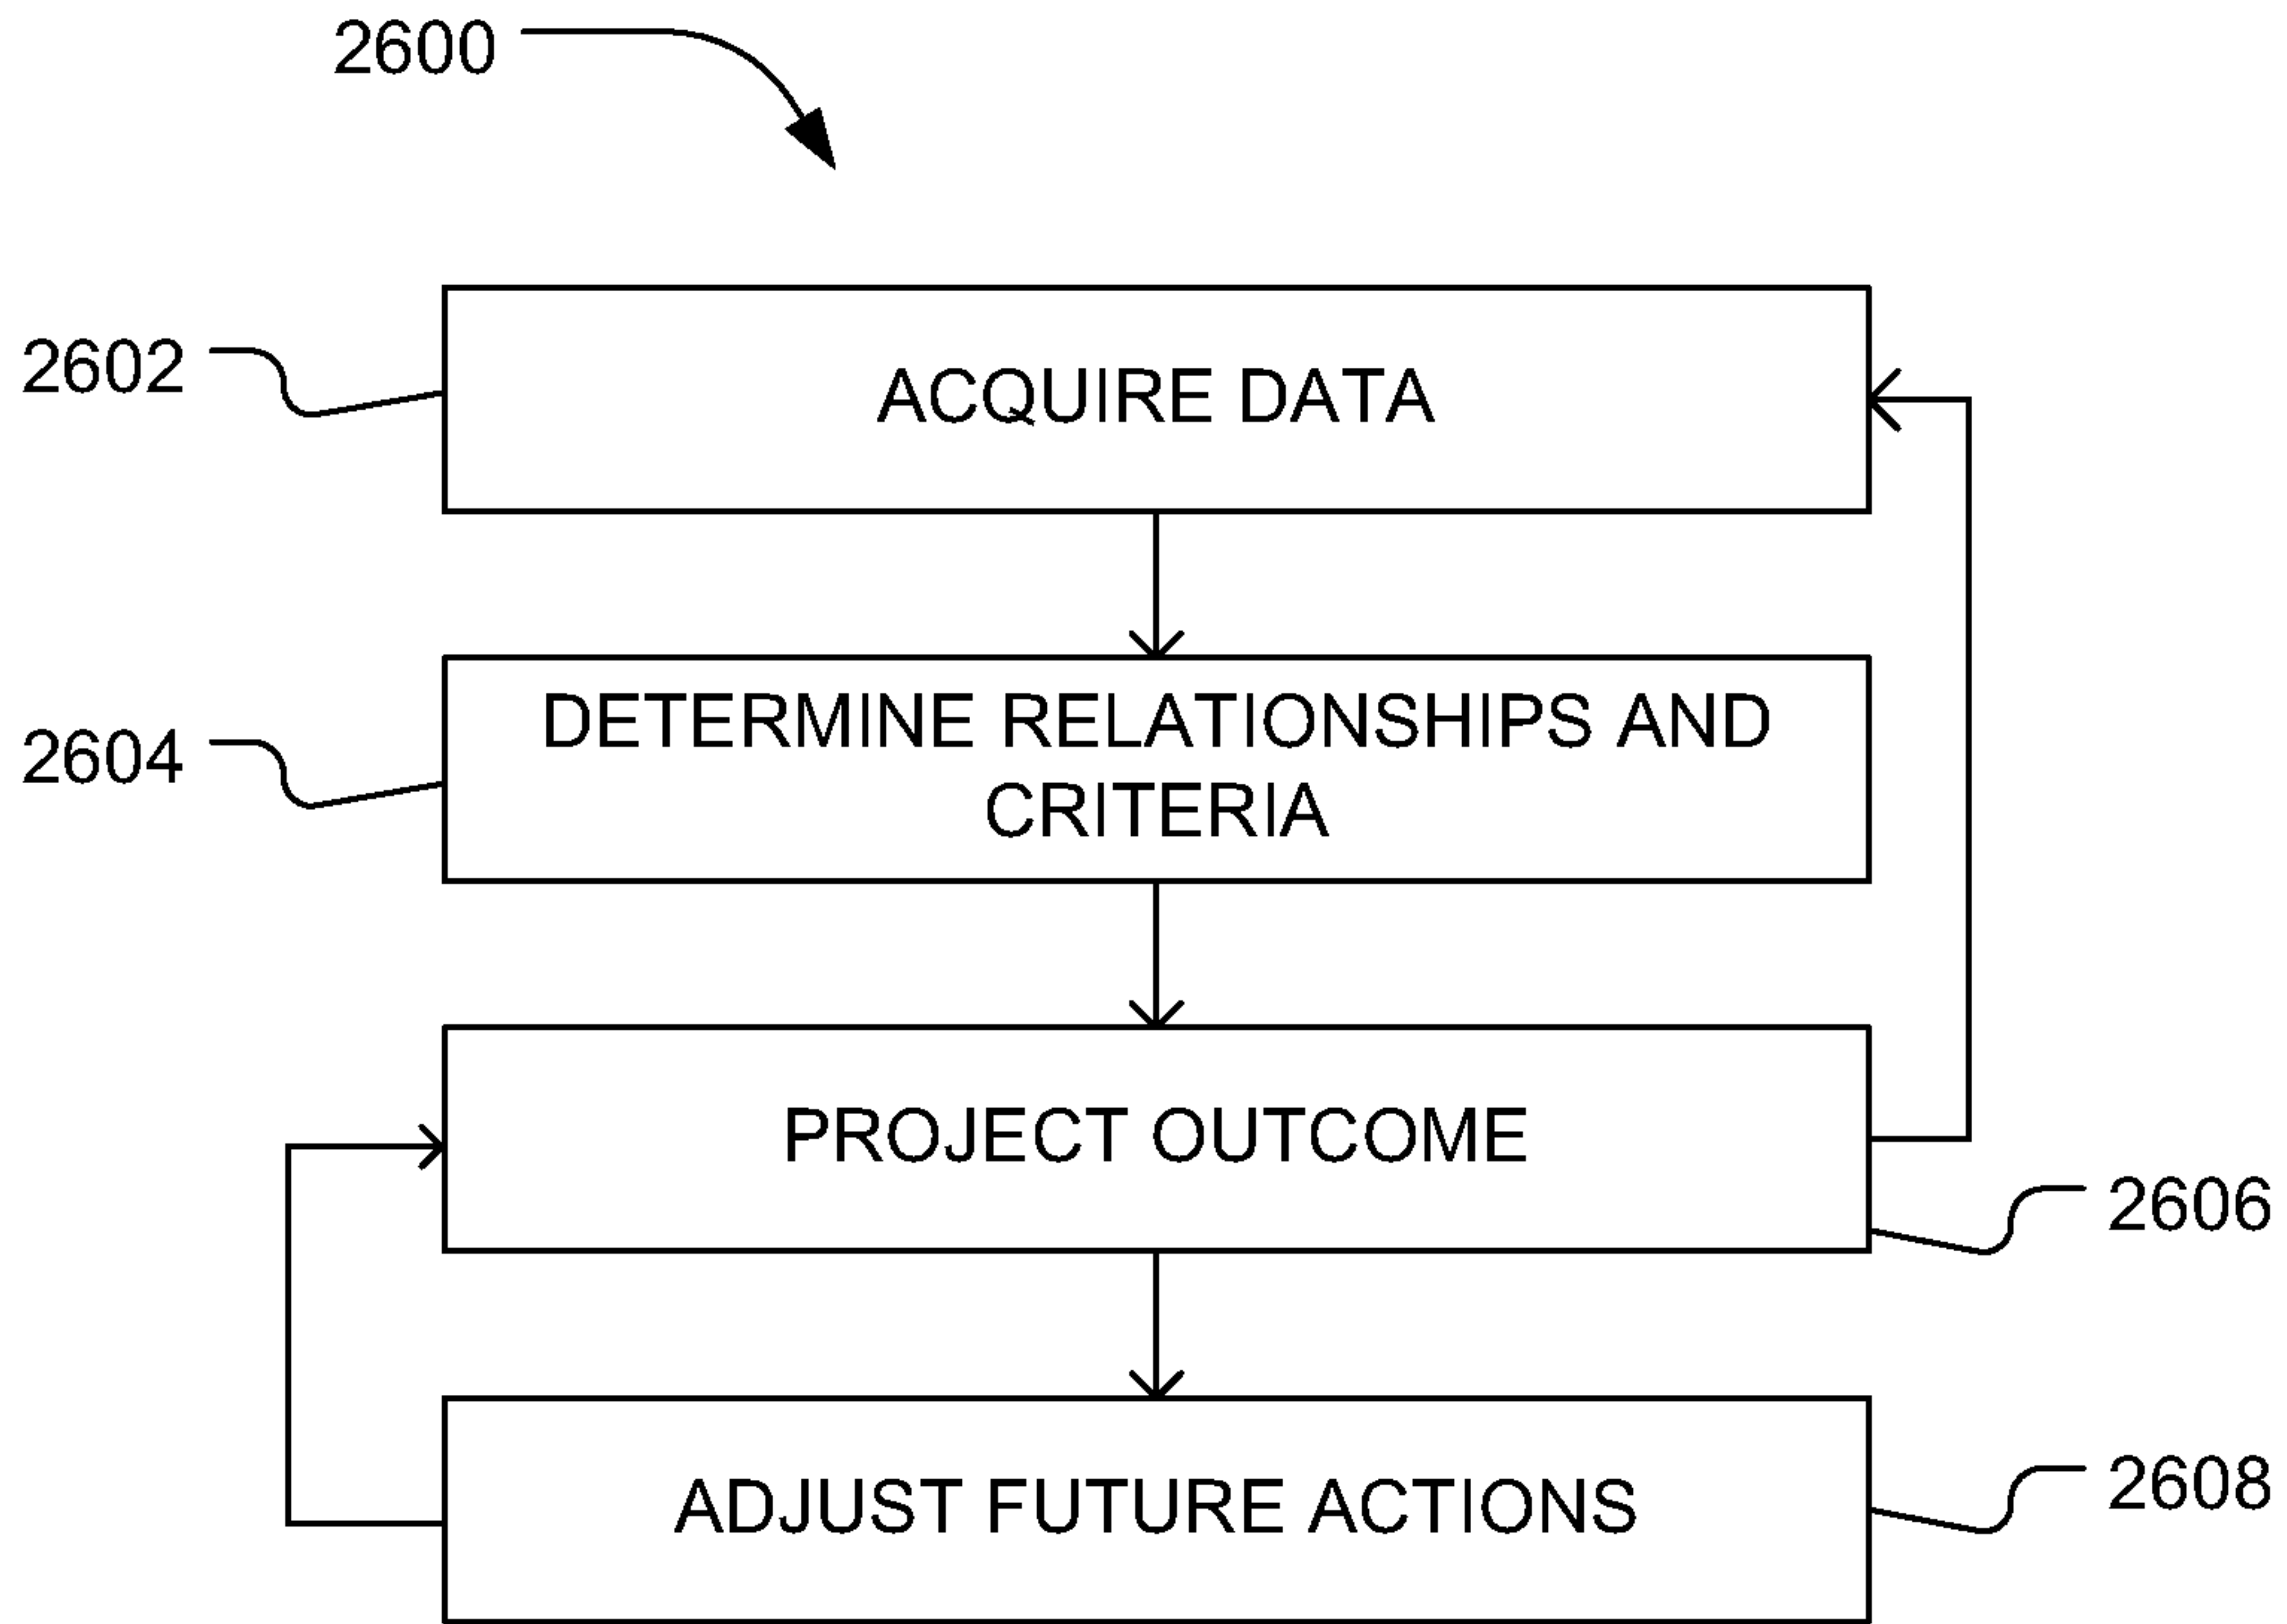 2600
2602
ACQUIRE DATA
2604
DETERMINE RELATIONSHIPS AND
CRITERIA
PROJECT OUTCOME
2606
ADJUST FUTURE ACTIONS
2608